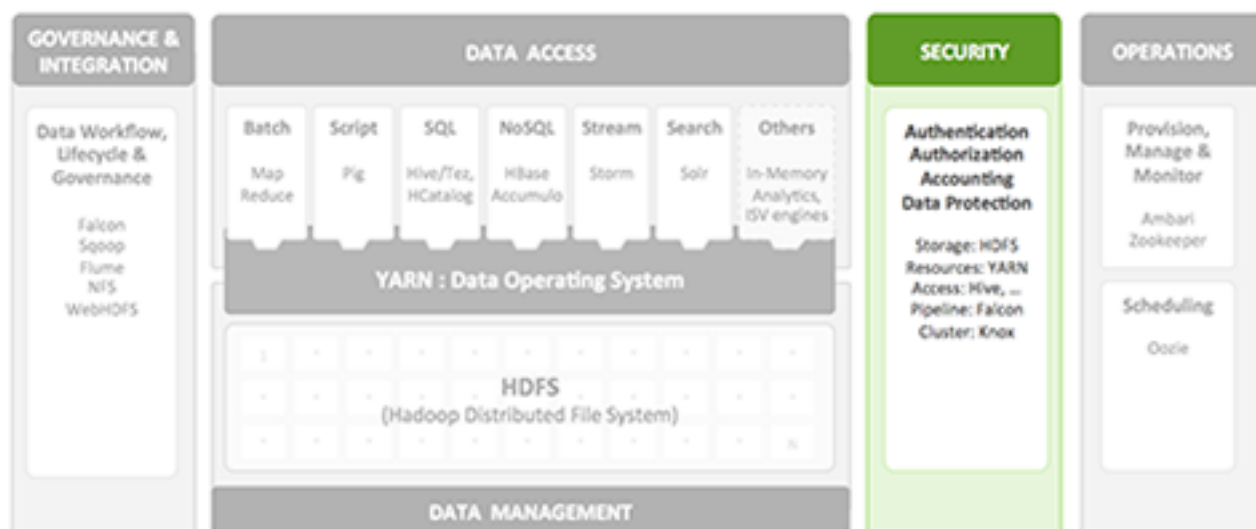 GOVERNANCE &
INTEGRATION
Data Workflow,
Lifecycle &
Governance
Falcon
Sqoop
Flume
NFS
WebHDFS
DATA ACCESS
Batch
Map
Reduce
Script
Pig
SQL
Hive/Tez,
HCatalog
NoSQL
HBase
Accumulo
Stream
Storm
Search
Solr
Others
In-Memory
Analytics,
ISV engines
YARN : Data Operating System
1
HDFS
(Hadoop Distributed File System)
N
DATA MANAGEMENT
SECURITY
Authentication
Authorization
Accounting
Data Protection
Storage: HDFS
Resources: YARN
Access: Hive, ...
Pipeline: Falcon
Cluster: Knox
OPERATIONS
Provision,
Manage &
Monitor
Ambari
Zookeeper
Scheduling
Oozie